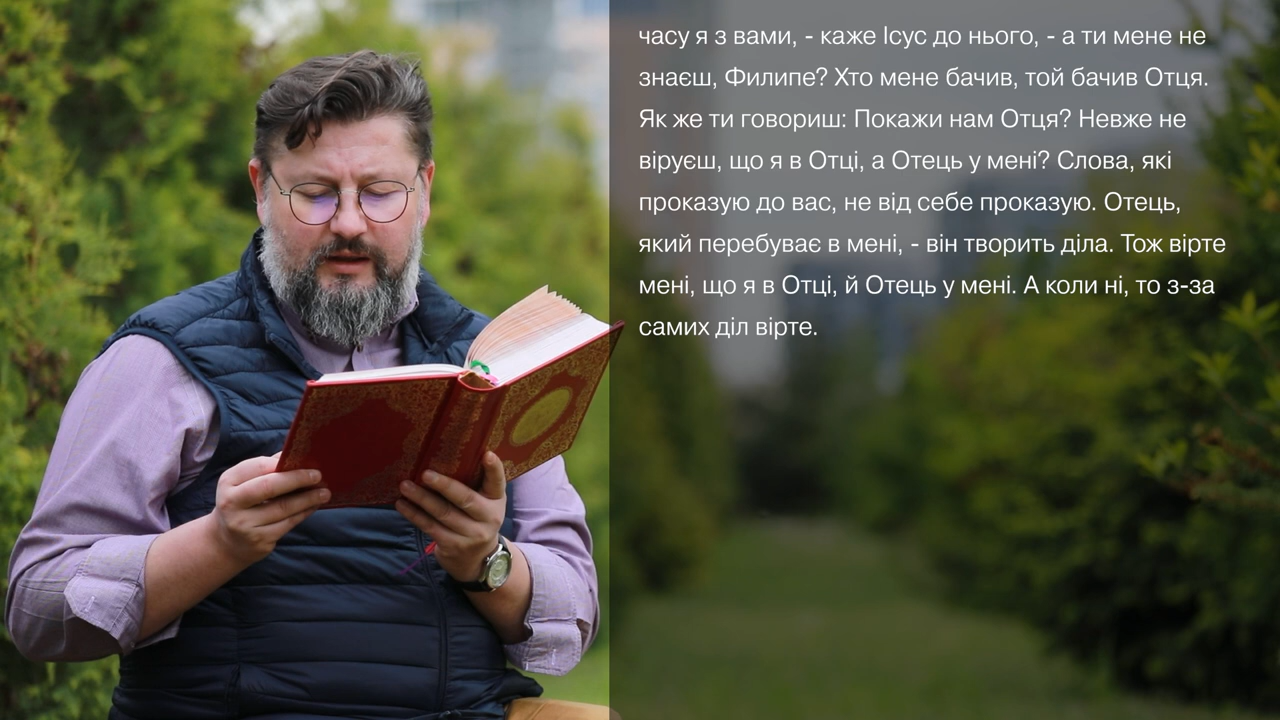 часу я з вами, - каже Ісус до нього, - а ти мене не
знаєш, Филипе? Хто мене бачив, той бачив Отця.
Як же ти говориш: Покажи нам Отця? Невже не
віруєш, що я в Отці, а Отець у мені? Слова, які
проказую до вас, не від себе проказую. Отець,
який перебуває в мені, - він творить діла. Тож вірте
мені, що я в Отці, й Отець у мені. А коли ні, то з-за
самих діл вірте.